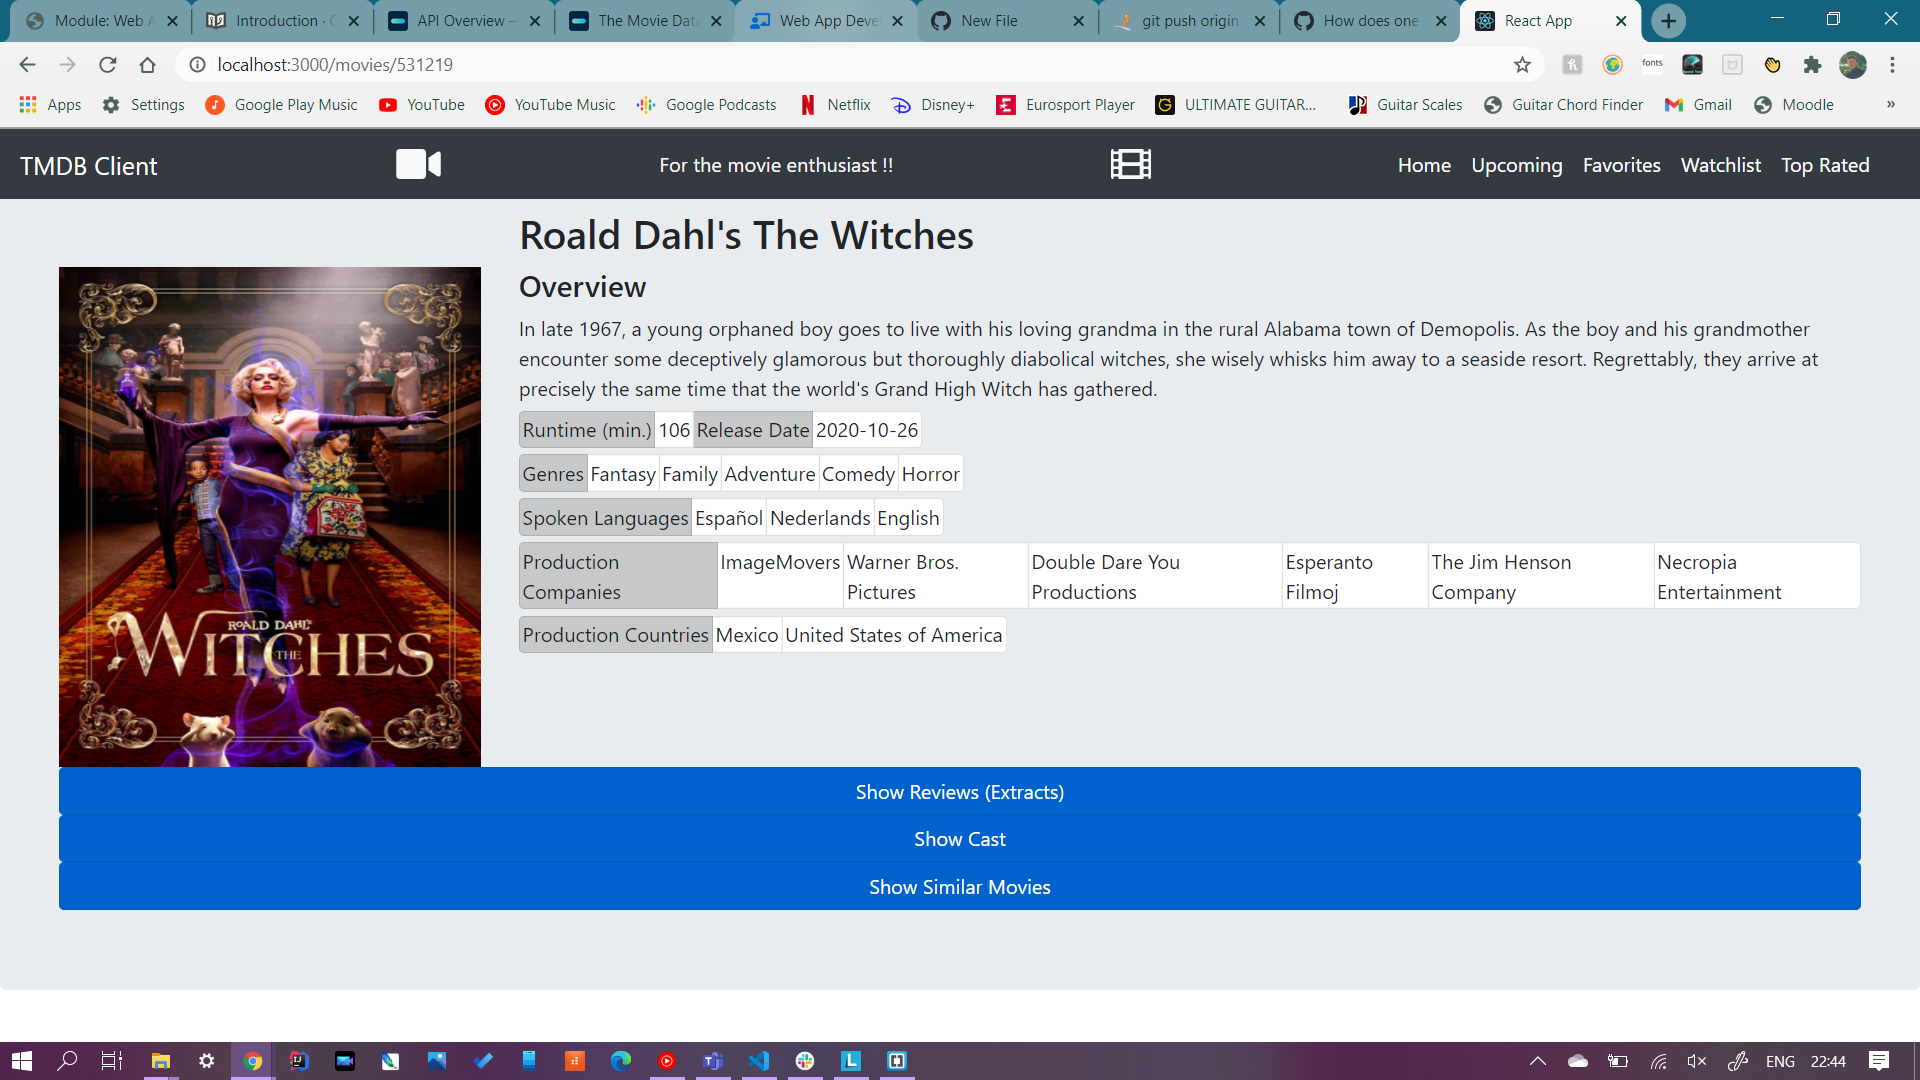 Module: Web A
Introduction - G
API Overview —
The Movie Data
Web App Deve
New File
git push origin
How does one
React App
localhost:3000/movies/531219
fonts
Apps
Settings
Google Play Music
YouTube
YouTube Music
Google Podcasts
Netflix
Disney+
Eurosport Player
ULTIMATE GUITAR...
Guitar Scales
Guitar Chord Finder
Gmail
Moodle
»
TMDB Client
For the movie enthusiast !!
Home Upcoming Favorites Watchlist Top Rated
Roald Dahl's The Witches
Overview
In late 1967, a young orphaned boy goes to live with his loving grandma in the rural Alabama town of Demopolis. As the boy and his grandmother
encounter some deceptively glamorous but thoroughly diabolical witches, she wisely whisks him away to a seaside resort. Regrettably, they arrive at
precisely the same time that the world's Grand High Witch has gathered.
Runtime (min.) 106 Release Date 2020-10-26
Genres Fantasy Family Adventure Comedy Horror
Spoken Languages Español Nederlands English
Production
Companies
ImageMovers
Warner Bros.
Pictures
Double Dare You
Productions
Esperanto
Filmoj
The Jim Henson
Company
Necropia
Entertainment
Production Countries Mexico United States of America
ROALD DAHL'S
THE
WITCHES
Show Reviews (Extracts)
Show Cast
Show Similar Movies
ENG 22:44